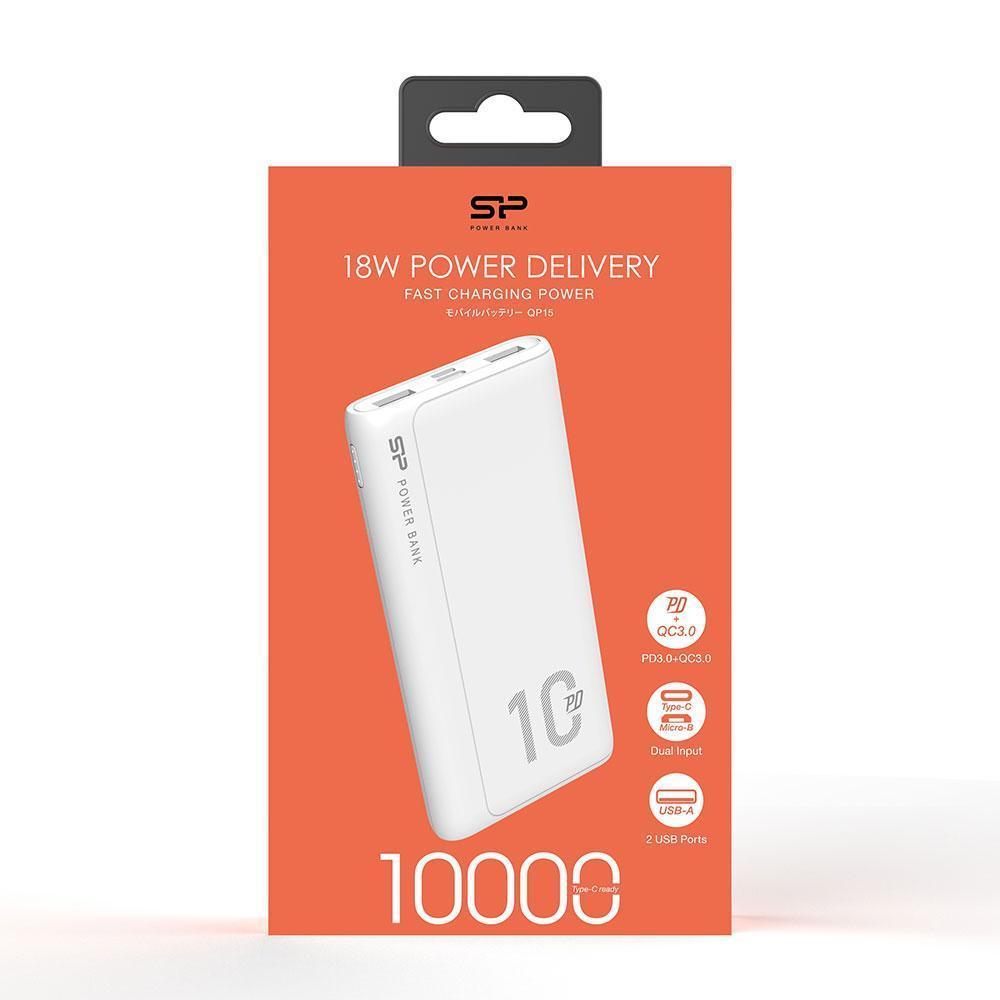 SP
POWER BANK
18W POWER DELIVERY
FAST CHARGING POWER
モバイルバッテリー QP15
SP POWER BANK
10
PD
PD
+
QC3.0
PD3.0+QC3.0
Type-C
Micro-B
Dual Input
USB-A
2 USB Ports
10000
Type-C ready